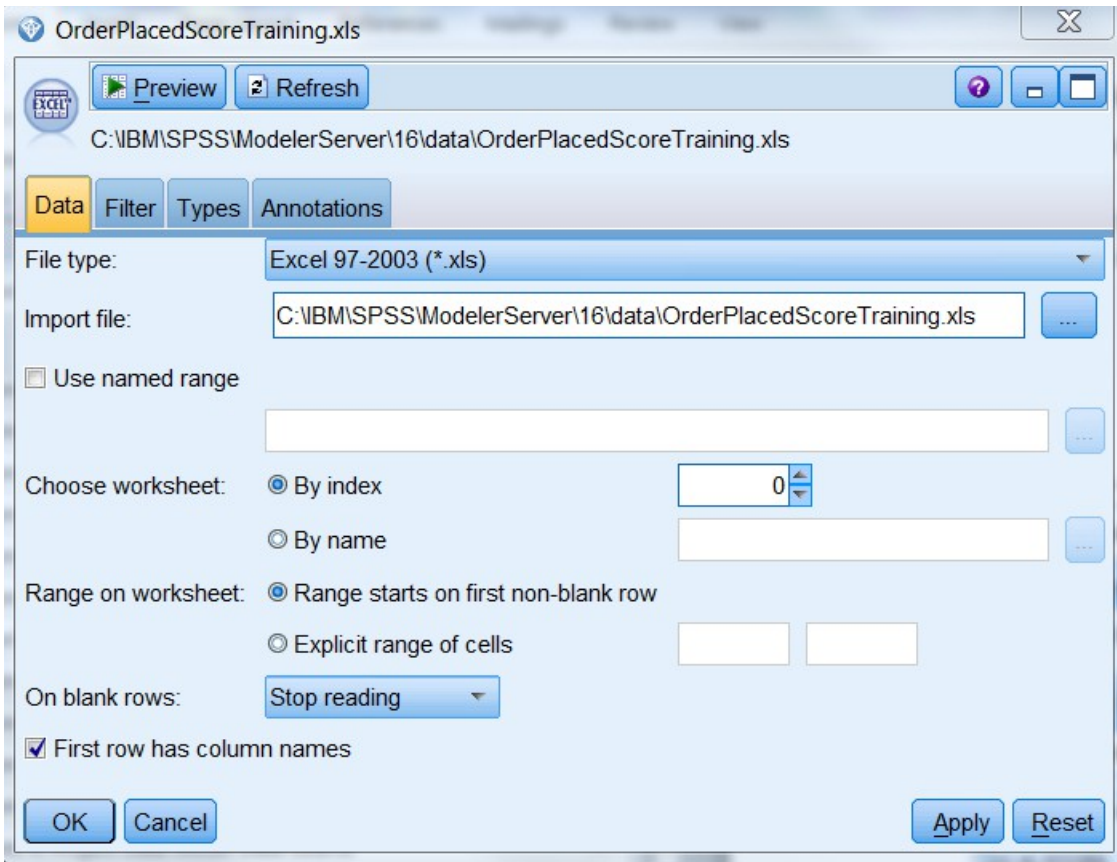 OrderPlacedScoreTraining.xls
EXCEL Preview Refresh
C:\IBM\SPSS\ModelerServer\16\data\OrderPlacedScoreTraining.xls
Data Filter Types Annotations
File type: Excel 97-2003 (*.xls)
Import file: C:\IBM\SPSS\ModelerServer\16\data\OrderPlacedScoreTraining.xls ...
Use named range
...
Choose worksheet: By index 0
By name ...
Range on worksheet: Range starts on first non-blank row
Explicit range of cells
On blank rows: Stop reading
First row has column names
OK Cancel Apply Reset